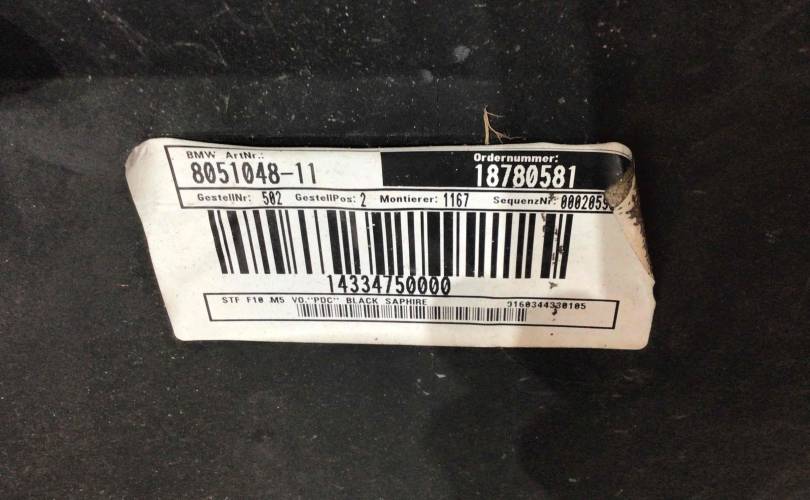 BMW ArtNr.: Ordernummer:
8051048-11 18780581
GestellNr: 502 GestellPos: 2 Montierer: 1167 SequenzNr:
14334750000
STF F10 M5 VO."PDC" BLACK SAPHIRE